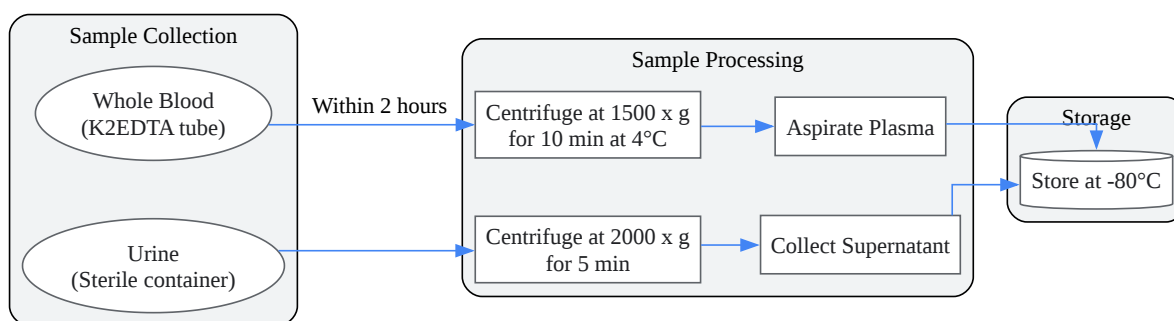 Sample Collection
Whole Blood
(K2EDTA tube)
Urine
(Sterile container)
Within 2 hours
Sample Processing
Centrifuge at 1500 x g
for 10 min at 4°C
Aspirate Plasma
Centrifuge at 2000 x g
for 5 min
Collect Supernatant
Storage
Store at -80°C